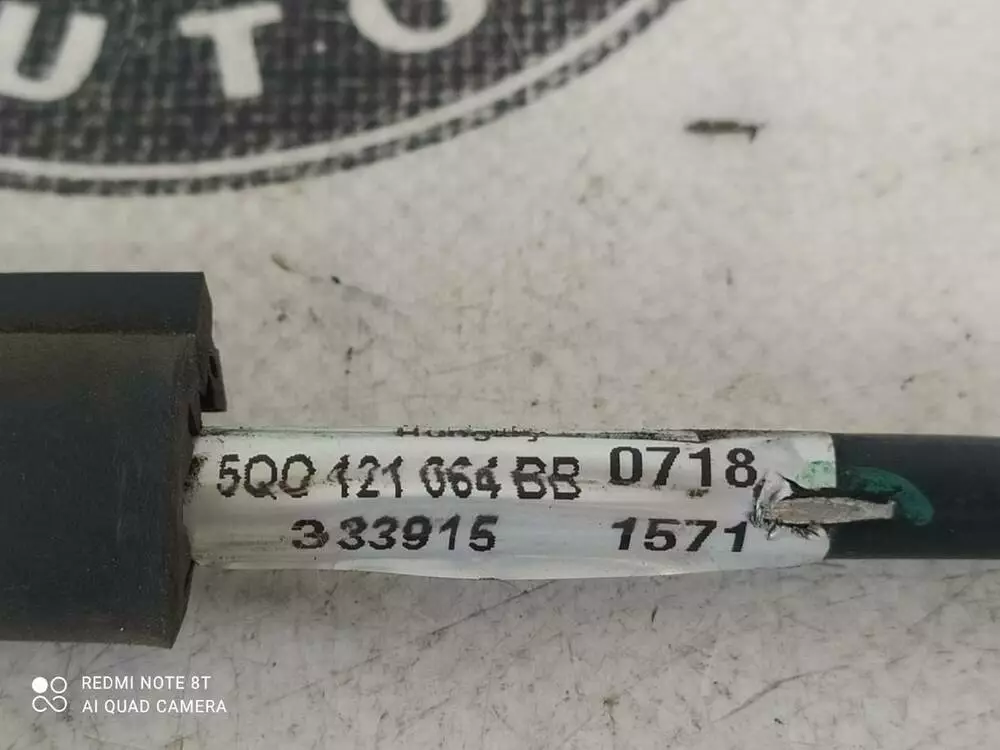 UTO
5Q0 121 064 BB 0718
333915 1571
REDMI NOTE 8T
AI QUAD CAMERA